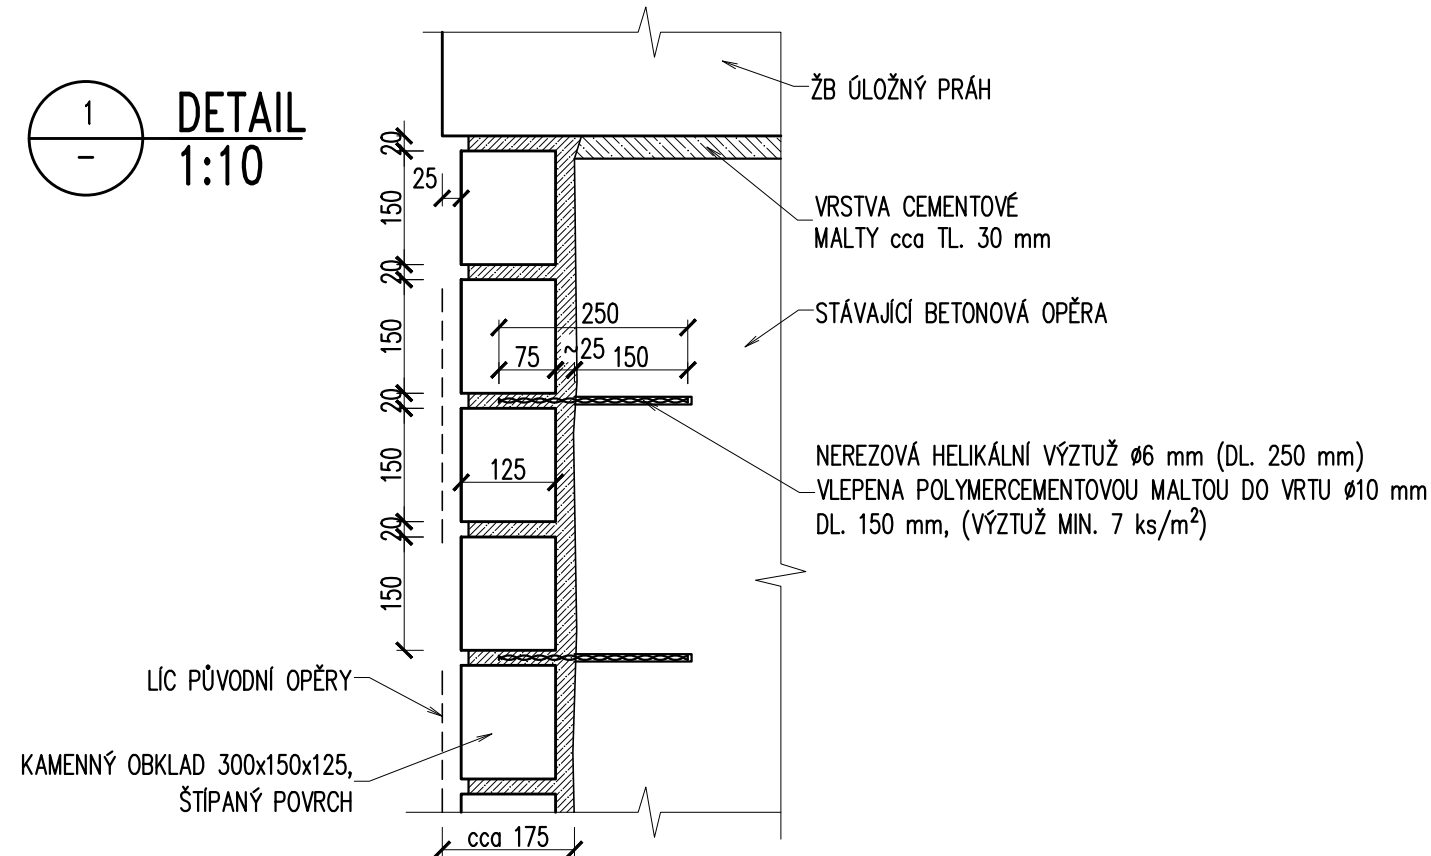 1
–
DETAIL
1:10
ŽB ÚLOŽNÝ PRÁH
20
25
150
VRSTVA CEMENTOVÉ
MALTY cca TL. 30 mm
20
150
250
STÁVAJÍCÍ BETONOVÁ OPĚRA
75
~25
150
20
150
125
NEREZOVÁ HELIKÁLNÍ VÝZTUŽ ø6 mm (DL. 250 mm)
VLEPENA POLYMERCEMENTOVOU MALTOU DO VRTU ø10 mm
DL. 150 mm, (VÝZTUŽ MIN. 7 ks/m²)
20
150
LÍC PŮVODNÍ OPĚRY
KAMENNÝ OBKLAD 300x150x125,
ŠTÍPANÝ POVRCH
cca 175